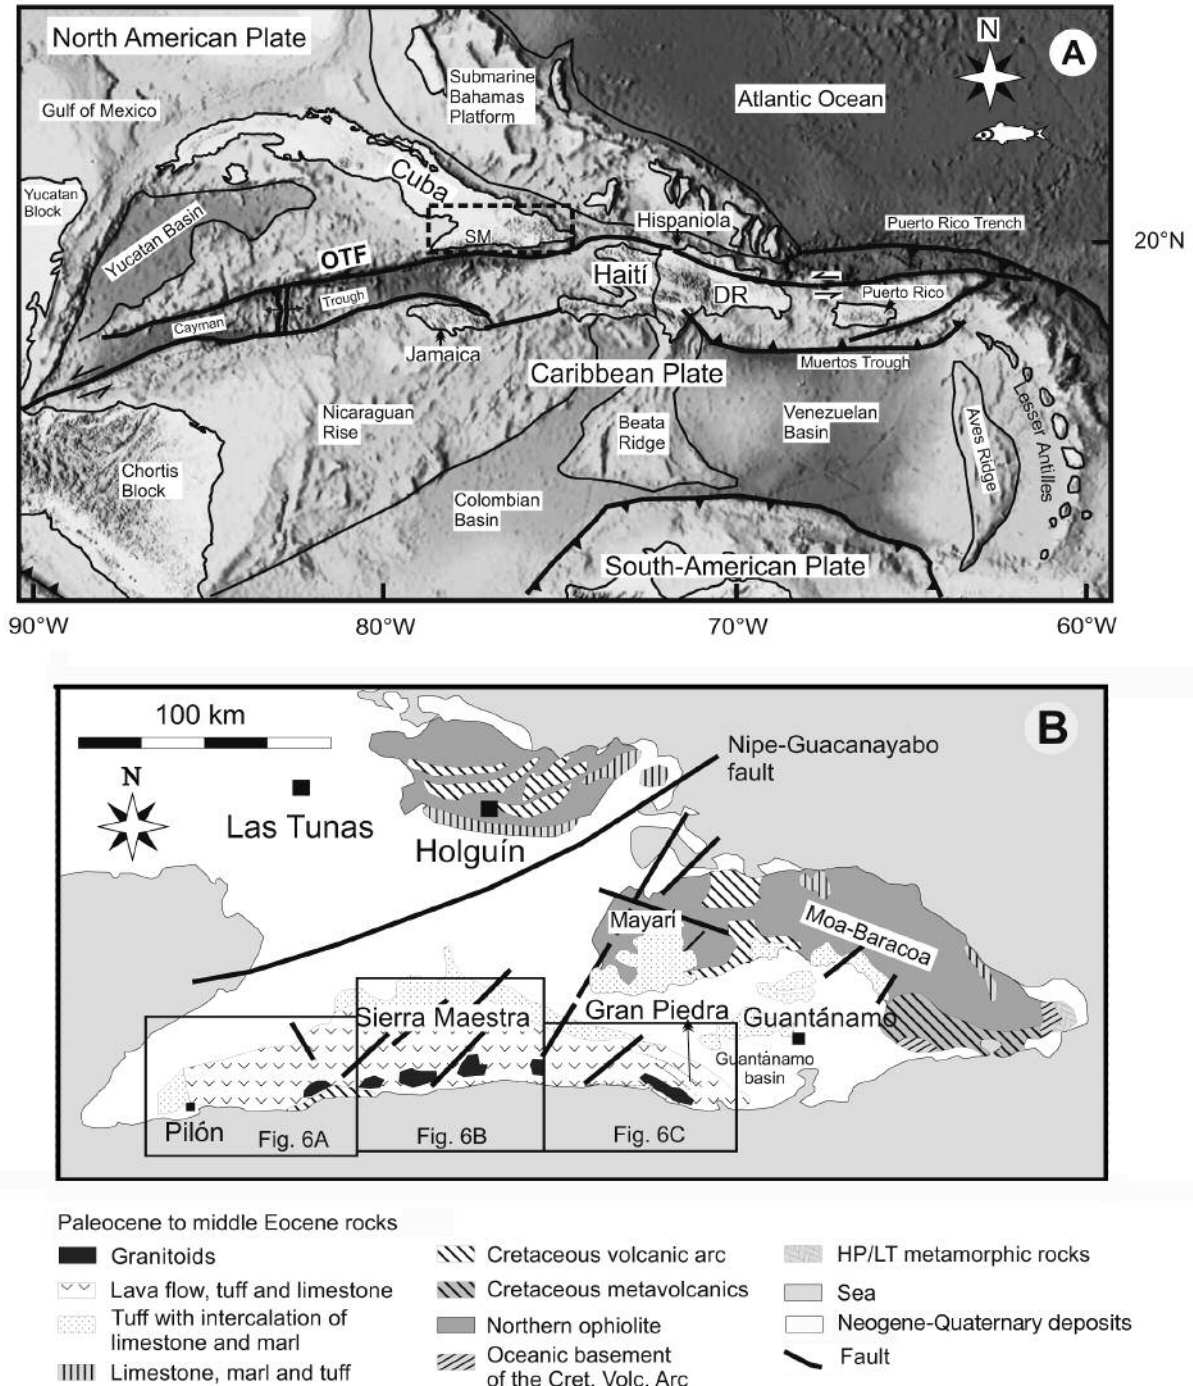 North American Plate
N
A
Gulf of Mexico
Submarine
Bahamas
Platform
Atlantic Ocean
Yucatan
Block
Cuba
Yucatan Basin
SM
Hispaniola
Puerto Rico Trench
20°N
OTF
Haití
DR
Trough
Cayman
Puerto Rico
Jamaica
Caribbean Plate
Muertos Trough
Nicaraguan
Rise
Beata
Ridge
Venezuelan
Basin
Aves Ridge
Lesser Antilles
Chortis
Block
Colombian
Basin
South-American Plate
90°W
80°W
70°W
60°W
100 km
B
Nipe-Guacanayabo
fault
N
Las Tunas
Holguín
Mayarí
Moa-Baracoa
Sierra Maestra
Gran Piedra
Guantánamo
Guantánamo
basin
Pilón
Fig. 6A
Fig. 6B
Fig. 6C
Paleocene to middle Eocene rocks
Granitoids
Lava flow, tuff and limestone
Tuff with intercalation of
limestone and marl
Limestone, marl and tuff
Cretaceous volcanic arc
Cretaceous metavolcanics
Northern ophiolite
Oceanic basement
of the Cret. Volc. Arc
HP/LT metamorphic rocks
Sea
Neogene-Quaternary deposits
Fault